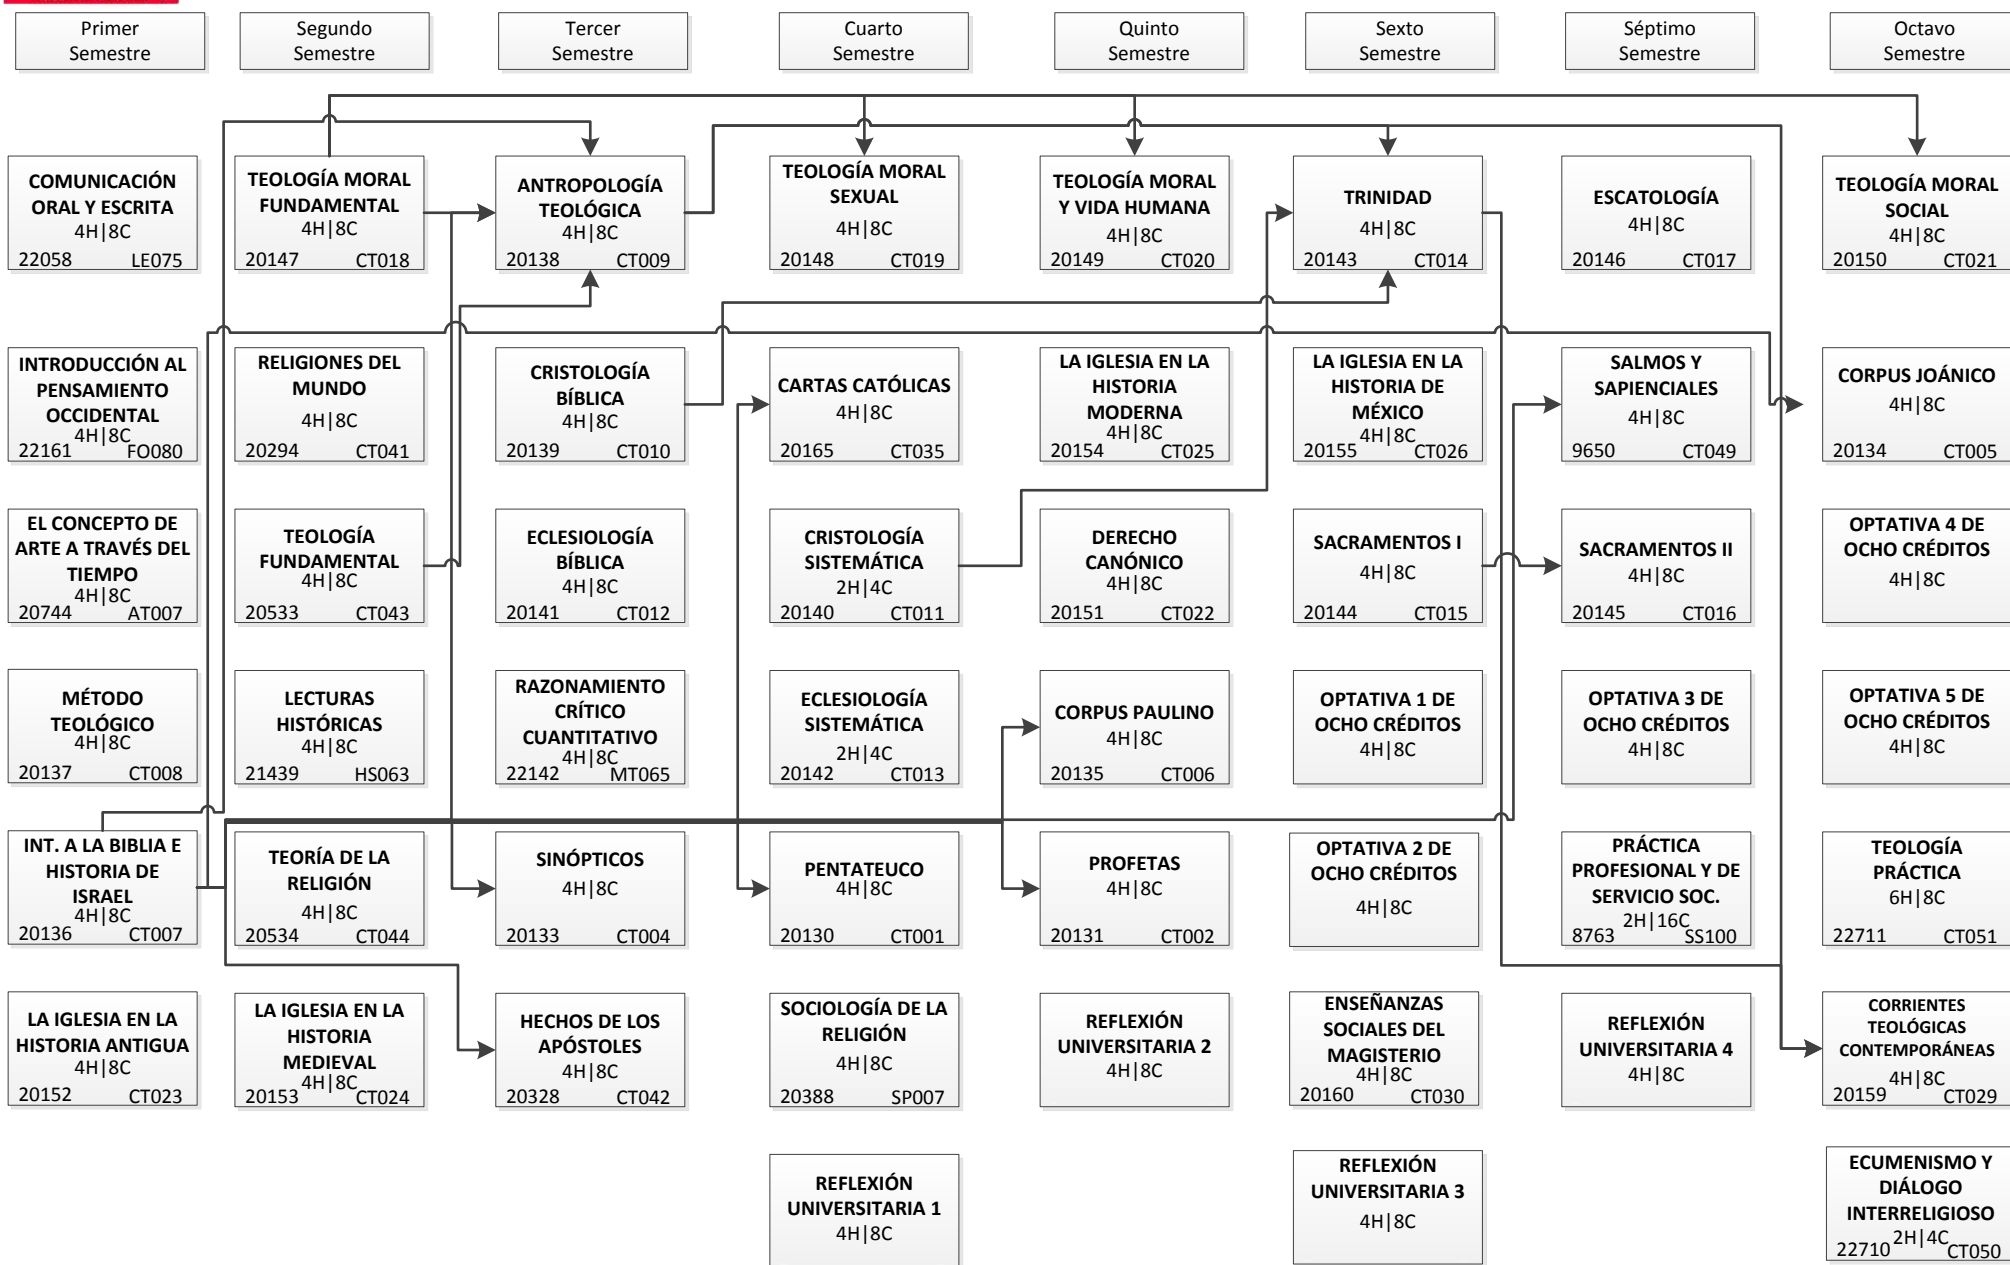 Primer
Semestre
Segundo
Semestre
Tercer
Semestre
Cuarto
Semestre
Quinto
Semestre
Sexto
Semestre
Séptimo
Semestre
Octavo
Semestre
COMUNICACIÓN
ORAL Y ESCRITA
4H|8C
22058 LE075
TEOLOGÍA MORAL
FUNDAMENTAL
4H|8C
20147 CT018
ANTROPOLOGÍA
TEOLÓGICA
4H|8C
20138 CT009
TEOLOGÍA MORAL
SEXUAL
4H|8C
20148 CT019
TEOLOGÍA MORAL
Y VIDA HUMANA
4H|8C
20149 CT020
TRINIDAD
4H|8C
20143 CT014
ESCATOLOGÍA
4H|8C
20146 CT017
TEOLOGÍA MORAL
SOCIAL
4H|8C
20150 CT021
INTRODUCCIÓN AL
PENSAMIENTO
OCCIDENTAL
4H|8C
22161 FO080
RELIGIONES DEL
MUNDO
4H|8C
20294 CT041
CRISTOLOGÍA
BÍBLICA
4H|8C
20139 CT010
CARTAS CATÓLICAS
4H|8C
20165 CT035
LA IGLESIA EN LA
HISTORIA
MODERNA
4H|8C
20154 CT025
LA IGLESIA EN LA
HISTORIA DE
MÉXICO
4H|8C
20155 CT026
SALMOS Y
SAPIENCIALES
4H|8C
9650 CT049
CORPUS JOÁNICO
4H|8C
20134 CT005
EL CONCEPTO DE
ARTE A TRAVÉS DEL
TIEMPO
4H|8C
20744 AT007
TEOLOGÍA
FUNDAMENTAL
4H|8C
20533 CT043
ECLESIOLOGÍA
BÍBLICA
4H|8C
20141 CT012
CRISTOLOGÍA
SISTEMÁTICA
2H|4C
20140 CT011
DERECHO
CANÓNICO
4H|8C
20151 CT022
SACRAMENTOS I
4H|8C
20144 CT015
SACRAMENTOS II
4H|8C
20145 CT016
OPTATIVA 4 DE
OCHO CRÉDITOS
4H|8C
MÉTODO
TEOLÓGICO
4H|8C
20137 CT008
LECTURAS
HISTÓRICAS
4H|8C
21439 HS063
RAZONAMIENTO
CRÍTICO
CUANTITATIVO
4H|8C
22142 MT065
ECLESIOLOGÍA
SISTEMÁTICA
2H|4C
20142 CT013
CORPUS PAULINO
4H|8C
20135 CT006
OPTATIVA 1 DE
OCHO CRÉDITOS
4H|8C
OPTATIVA 3 DE
OCHO CRÉDITOS
4H|8C
OPTATIVA 5 DE
OCHO CRÉDITOS
4H|8C
INT. A LA BIBLIA E
HISTORIA DE
ISRAEL
4H|8C
20136 CT007
TEORÍA DE LA
RELIGIÓN
4H|8C
20534 CT044
SINÓPTICOS
4H|8C
20133 CT004
PENTATEUCO
4H|8C
20130 CT001
PROFETAS
4H|8C
20131 CT002
OPTATIVA 2 DE
OCHO CRÉDITOS
4H|8C
PRÁCTICA
PROFESIONAL Y DE
SERVICIO SOC.
2H|16C
8763 SS100
TEOLOGÍA
PRÁCTICA
6H|8C
22711 CT051
LA IGLESIA EN LA
HISTORIA ANTIGUA
4H|8C
20152 CT023
LA IGLESIA EN LA
HISTORIA
MEDIEVAL
4H|8C
20153 CT024
HECHOS DE LOS
APÓSTOLES
4H|8C
20328 CT042
SOCIOLOGÍA DE LA
RELIGIÓN
4H|8C
20388 SP007
REFLEXIÓN
UNIVERSITARIA 2
4H|8C
ENSEÑANZAS
SOCIALES DEL
MAGISTERIO
4H|8C
20160 CT030
REFLEXIÓN
UNIVERSITARIA 4
4H|8C
CORRIENTES
TEOLÓGICAS
CONTEMPORÁNEAS
4H|8C
20159 CT029
REFLEXIÓN
UNIVERSITARIA 1
4H|8C
REFLEXIÓN
UNIVERSITARIA 3
4H|8C
ECUMENISMO Y
DIÁLOGO
INTERRELIGIOSO
2H|4C
22710 CT050